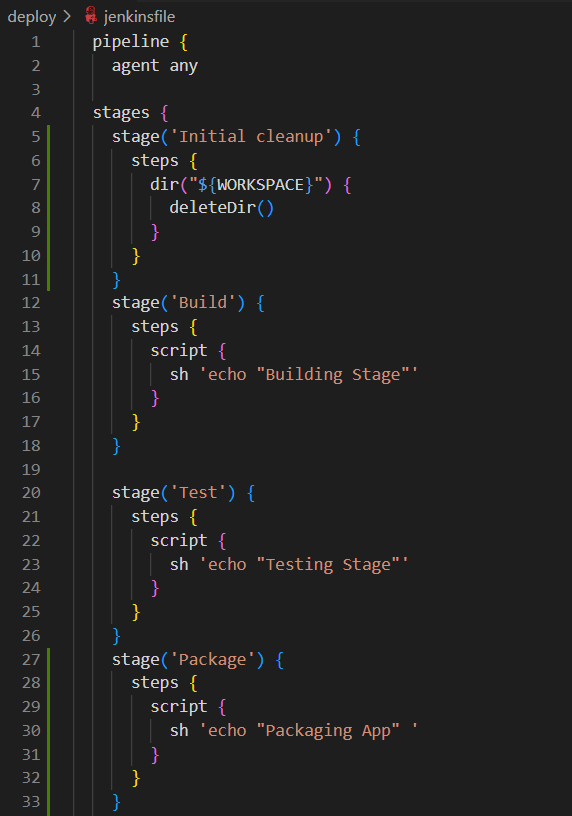 deploy > jenkinsfile
1 pipeline {
2   agent any
3
4 stages {
5   stage('Initial cleanup') {
6     steps {
7       dir("${WORKSPACE}") {
8         deleteDir()
9       }
10     }
11   }
12   stage('Build') {
13     steps {
14       script {
15         sh 'echo "Building Stage"'
16       }
17     }
18   }
19
20   stage('Test') {
21     steps {
22       script {
23         sh 'echo "Testing Stage"'
24       }
25     }
26   }
27   stage('Package') {
28     steps {
29       script {
30         sh 'echo "Packaging App" '
31       }
32     }
33   }